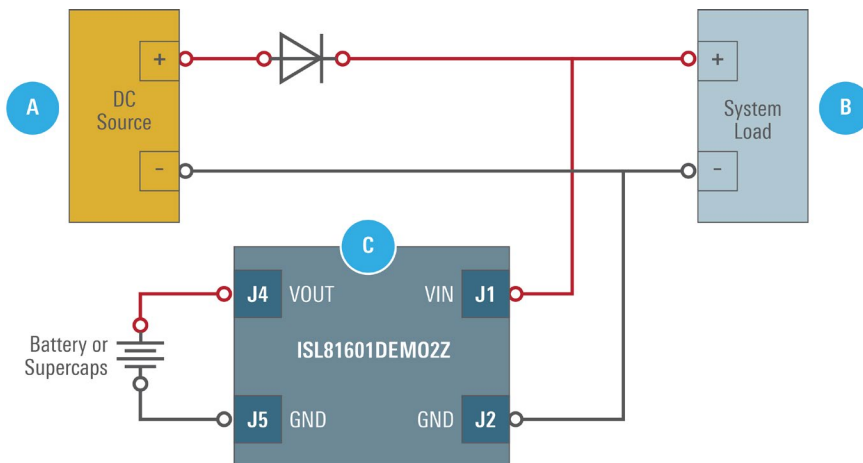 A
+
DC
Source
-
+
System
Load
-
B
C
J4 VOUT
VIN J1
ISL81601DEMO2Z
Battery or
Supercaps
J5 GND
GND J2